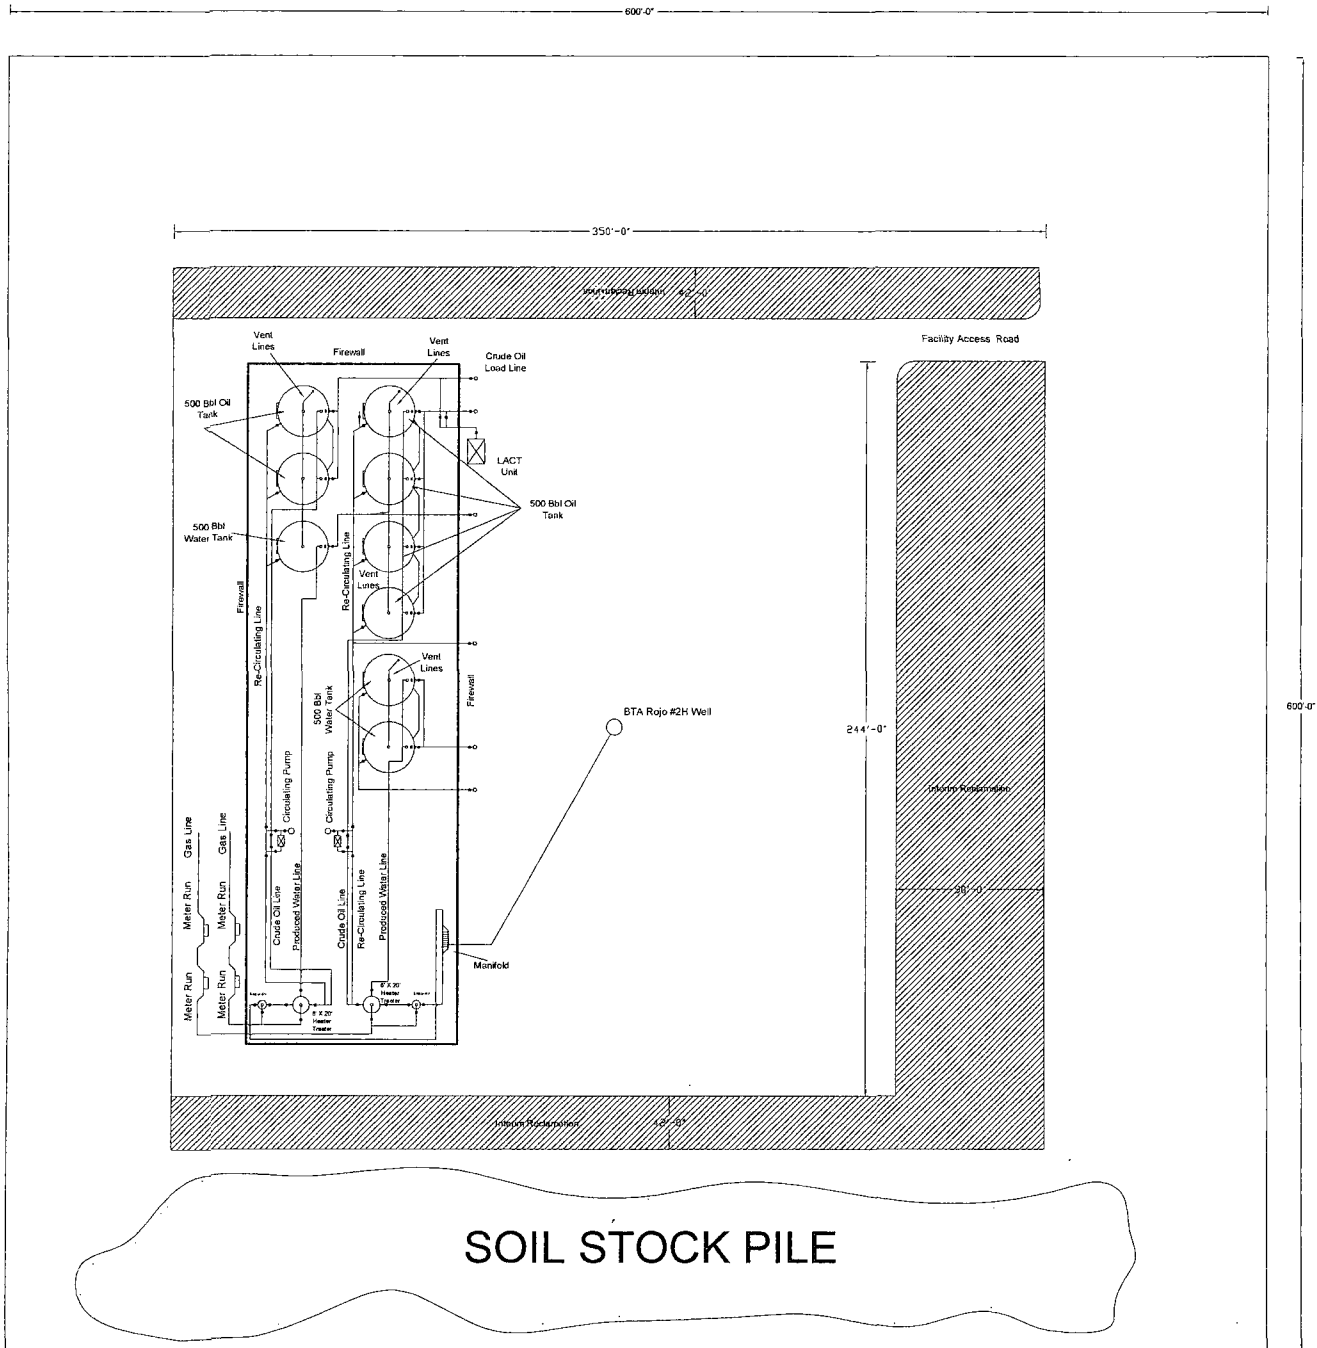 600'-0"
350'-0"
Interim Reclamation
Facility Access Road
Vent
Lines
Firewall
Vent
Lines
Crude Oil
Load Line
500 Bbl Oil
Tank
LACT
Unit
500 Bbl Oil
Tank
500 Bbl
Water Tank
Vent
Lines
Re-Circulating Line
Firewall
Re-Circulating Line
Vent
Lines
500 Bbl
Water Tank
Firewall
BTA Rojo #2H Well
244'-0"
600'-0"
Interim Reclamation
Circulating Pump
Circulating Pump
Gas Line
Gas Line
Meter Run
Meter Run
Crude Oil Line
Produced Water Line
Crude Oil Line
Re-Circulating Line
Produced Water Line
Manifold
Meter Run
Meter Run
6' X 20'
Heater
Treater
Heater
Treater
Interim Reclamation
42'-0"
SOIL STOCK PILE